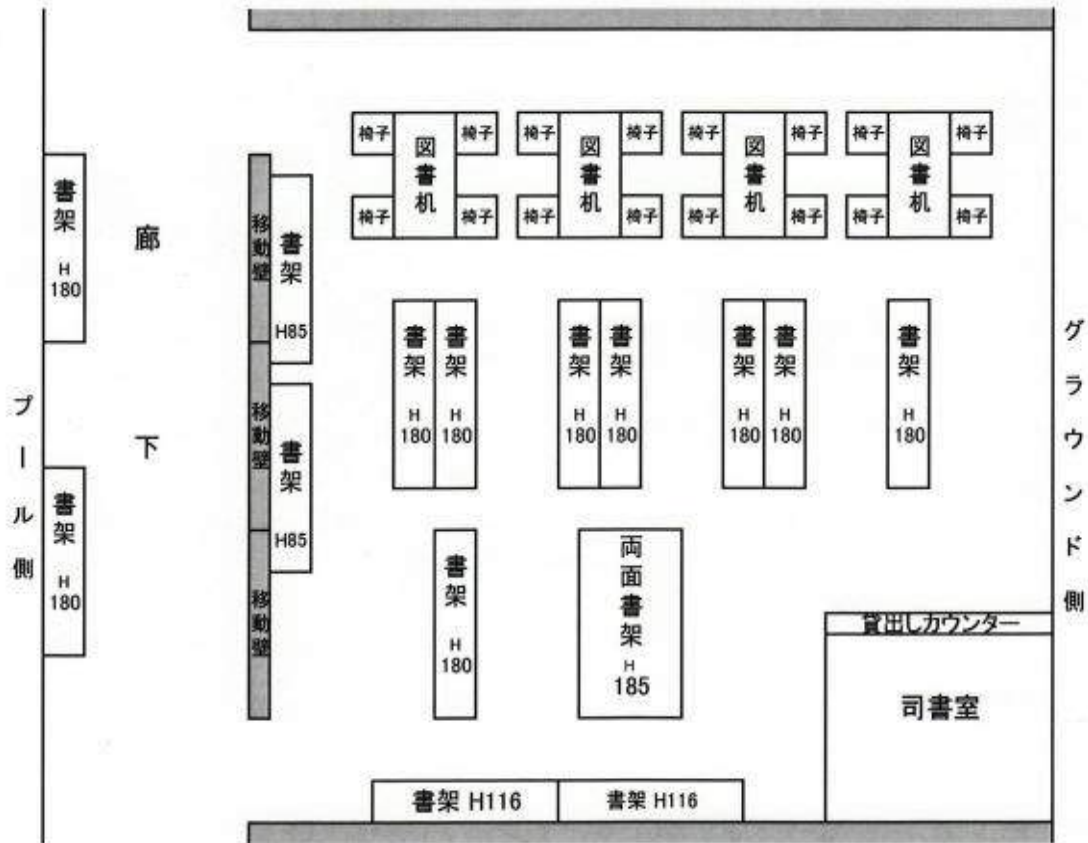 椅子 椅子 椅子 椅子 椅子 椅子 椅子 椅子
図書机 図書机 図書机 図書机
椅子 椅子 椅子 椅子 椅子 椅子 椅子 椅子
書架 H 180
廊下
移動壁
書架 H85
書架 H 180
書架 H 180
書架 H 180
書架 H 180
書架 H 180
書架 H 180
書架 H 180
グラウンド側
プール側
書架 H 180
移動壁
書架 H85
移動壁
書架 H 180
両面書架 H 185
貸出しカウンター
司書室
書架 H116
書架 H116